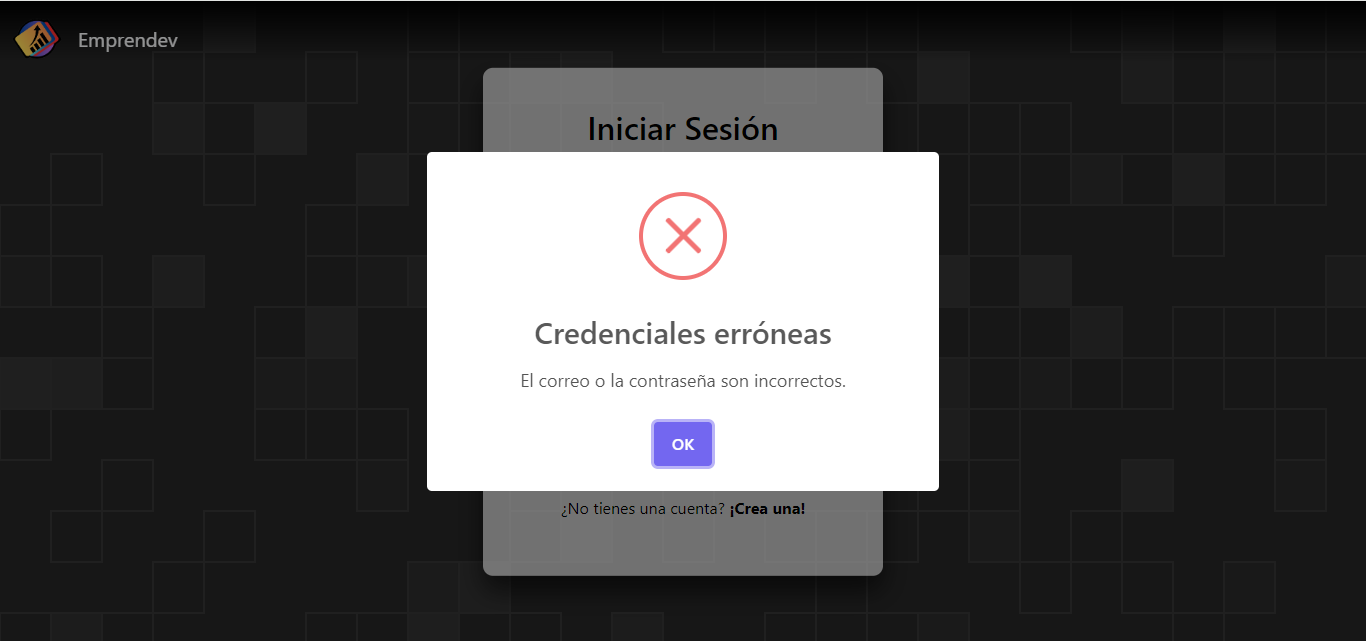 Emprendev
Iniciar Sesión
Credenciales erróneas
El correo o la contraseña son incorrectos.
OK
¿No tienes una cuenta? ¡Crea una!